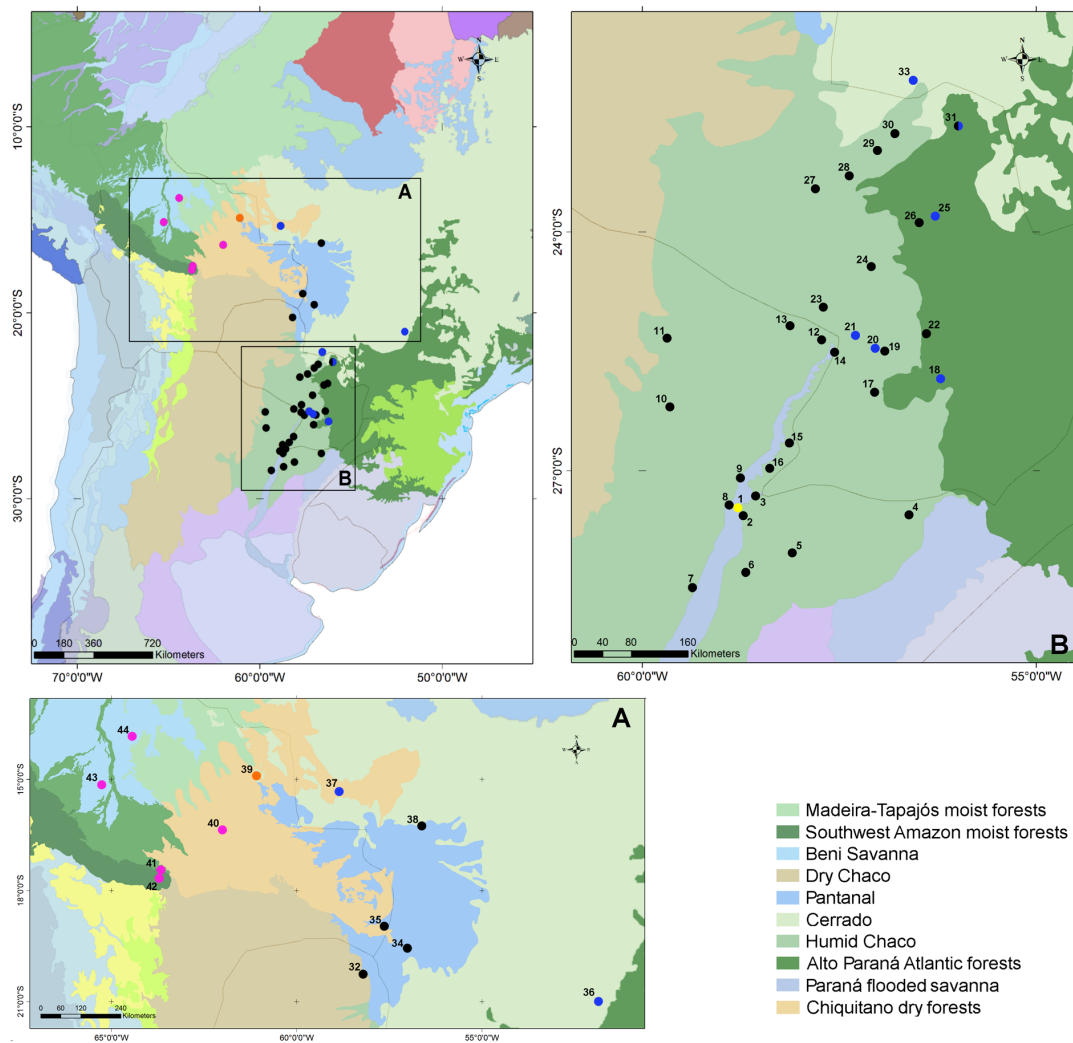 N
W E
S
10°0'0"S
20°0'0"S
30°0'0"S
A
B
0 180 360 720
Kilometers
70°0'0"W 60°0'0"W 50°0'0"W
N
W E
S
33
31
30
29
28
27
25
26
24°0'0"S
24
23
13
12
11
21
20
19
22
14
18
17
10
15
16
27°0'0"S
9
8
1
3
2
4
5
6
7
0 40 80 160
Kilometers
B
60°0'0"W 55°0'0"W
A
N
W E
S
44
39
37
15°0'0"S
43
40
38
41
42
18°0'0"S
35
34
32
36
21°0'0"S
0 60 120 240
Kilometers
65°0'0"W 60°0'0"W 55°0'0"W
Madeira-Tapajós moist forests
Southwest Amazon moist forests
Beni Savanna
Dry Chaco
Pantanal
Cerrado
Humid Chaco
Alto Paraná Atlantic forests
Paraná flooded savanna
Chiquitano dry forests